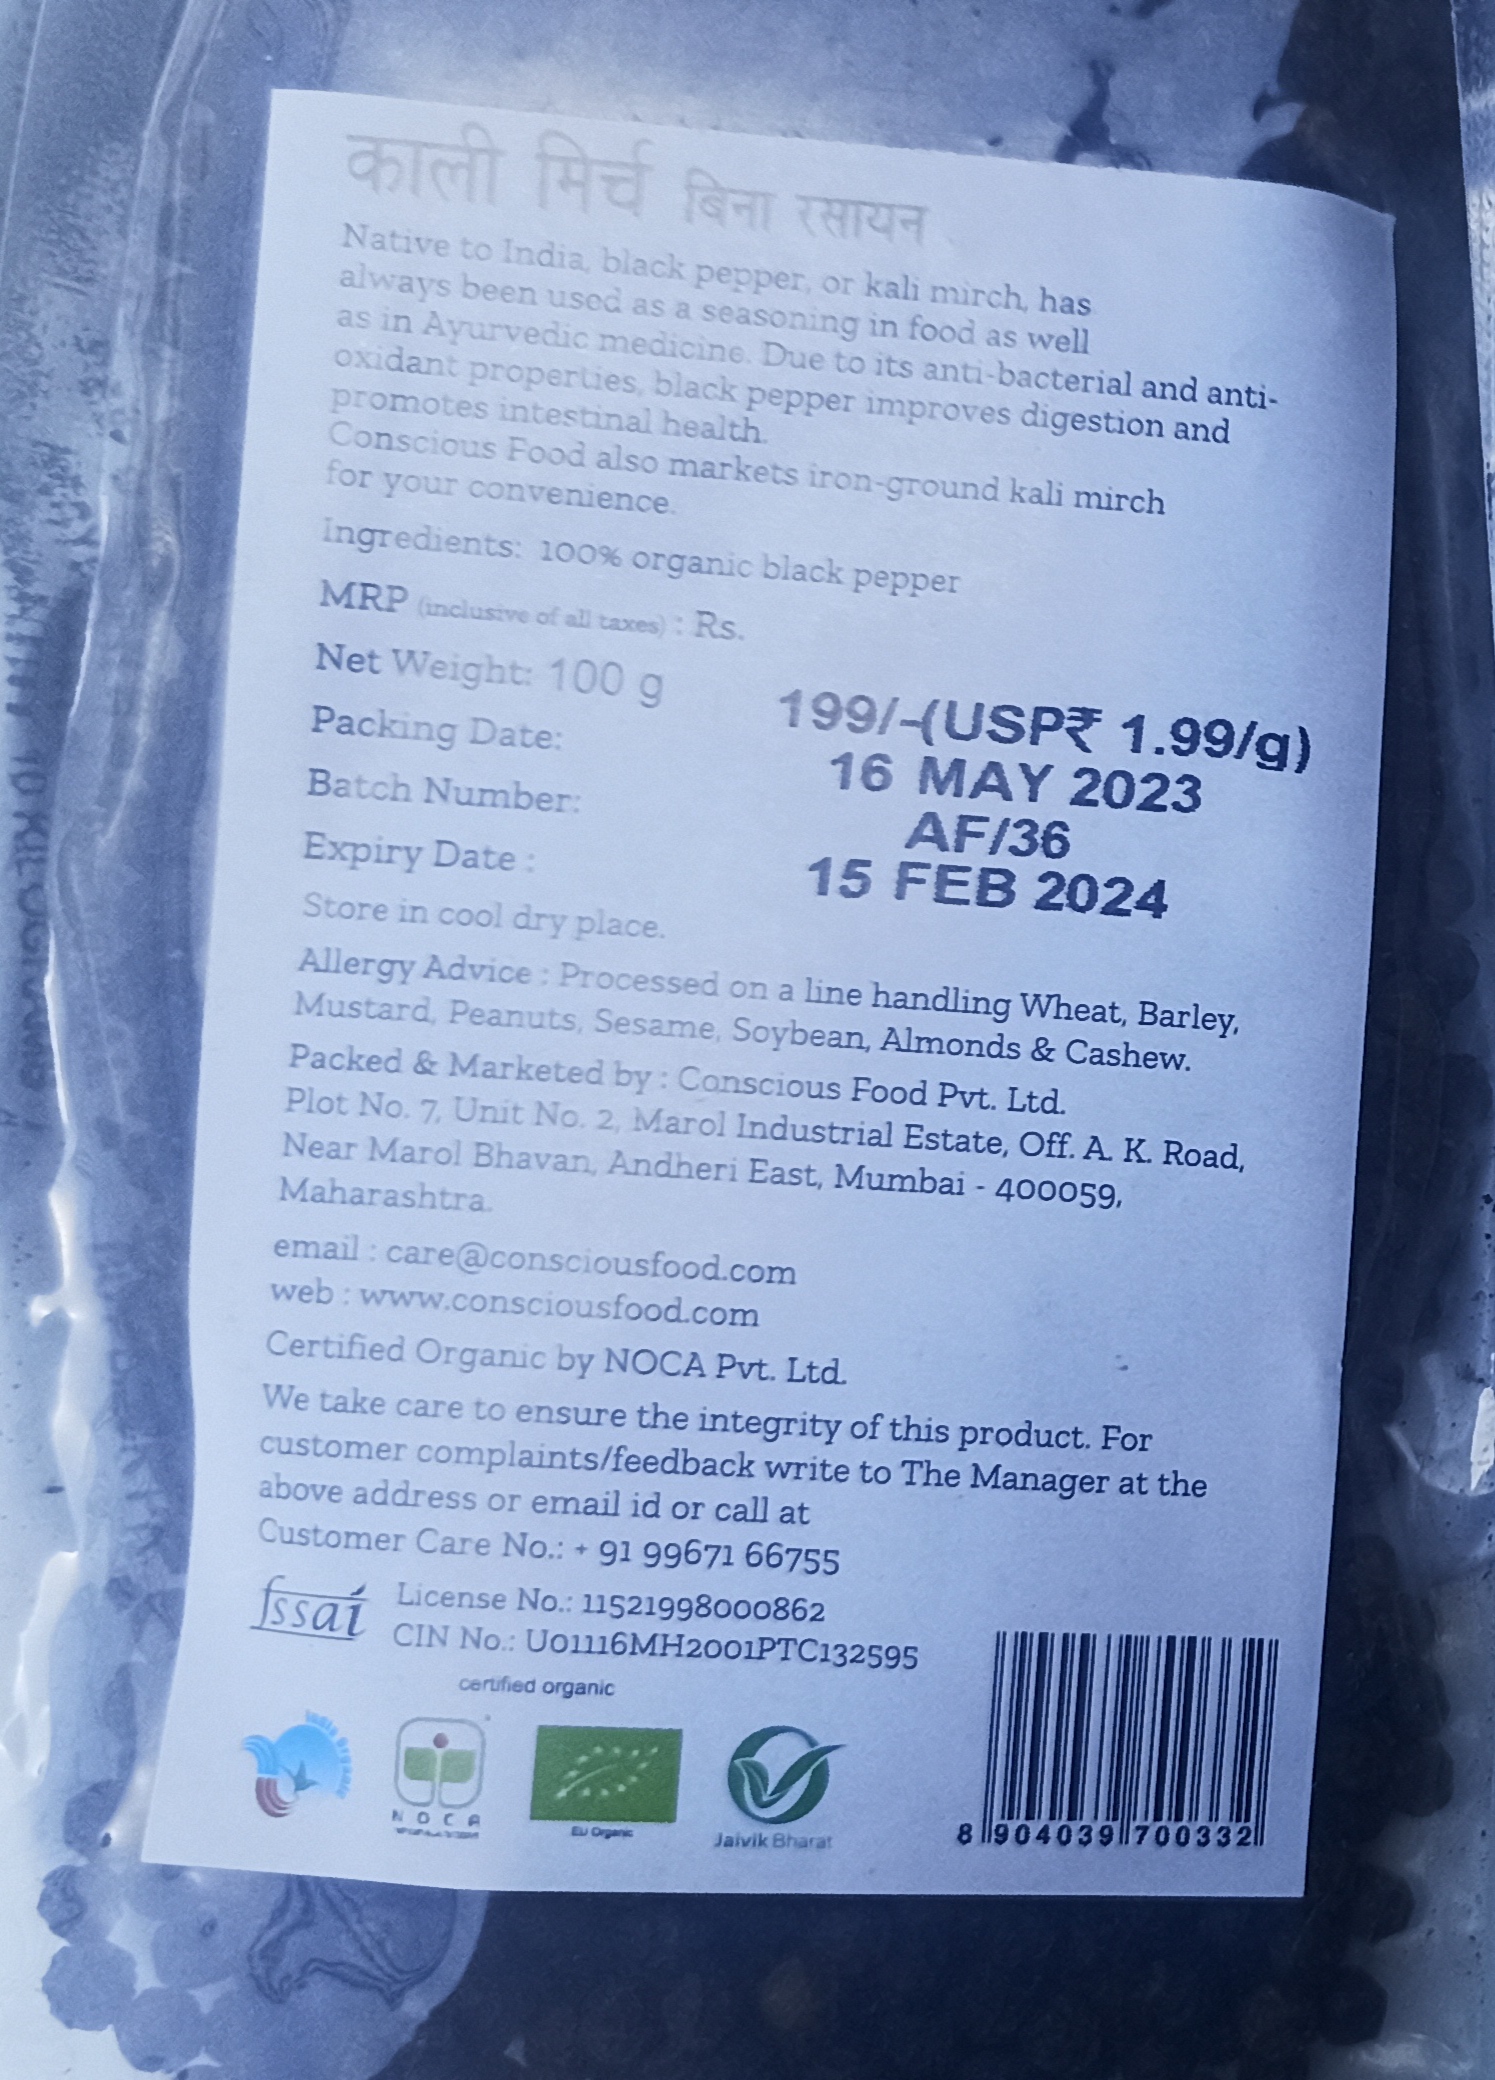 काली मिर्च बिना रसायन
Native to India, black pepper, or kali mirch, has
always been used as a seasoning in food as well
as in Ayurvedic medicine. Due to its anti-bacterial and anti-
oxidant properties, black pepper improves digestion and
promotes intestinal health.
Conscious Food also markets iron-ground kali mirch
for your convenience.
Ingredients: 100% organic black pepper
MRP (inclusive of all taxes) : Rs.
199/-(USP₹ 1.99/g)
Net Weight: 100 g
Packing Date: 16 MAY 2023
Batch Number: AF/36
Expiry Date : 15 FEB 2024
Store in cool dry place.
Allergy Advice : Processed on a line handling Wheat, Barley,
Mustard, Peanuts, Sesame, Soybean, Almonds & Cashew.
Packed & Marketed by : Conscious Food Pvt. Ltd.
Plot No. 7, Unit No. 2, Marol Industrial Estate, Off. A. K. Road,
Near Marol Bhavan, Andheri East, Mumbai - 400059,
Maharashtra.
email : care@consciousfood.com
web : www.consciousfood.com
Certified Organic by NOCA Pvt. Ltd.
We take care to ensure the integrity of this product. For
customer complaints/feedback write to The Manager at the
above address or email id or call at
Customer Care No.: + 91 99671 66755
fssai License No.: 11521998000862
CIN No.: U01116MH2001PTC132595
certified organic
India Organic
NOCA
EU Organic
Jaivik Bharat
8 904039 700332